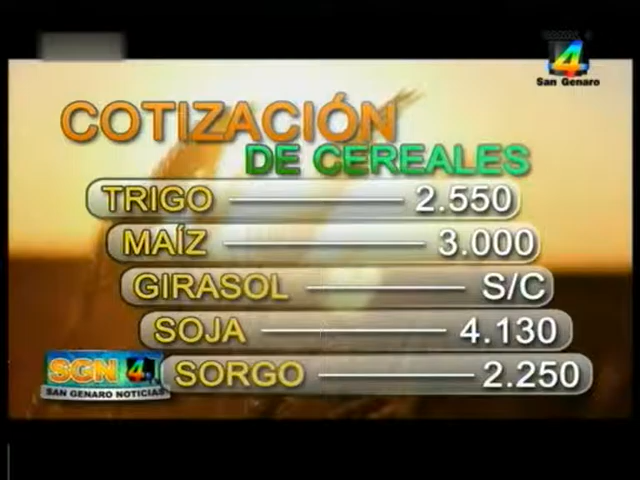 4
San Genaro
COTIZACIÓN
DE CEREALES
TRIGO 2.550
MAÍZ 3.000
GIRASOL S/C
SOJA 4.130
SORGO 2.250
SGN 4
SAN GENARO NOTICIAS